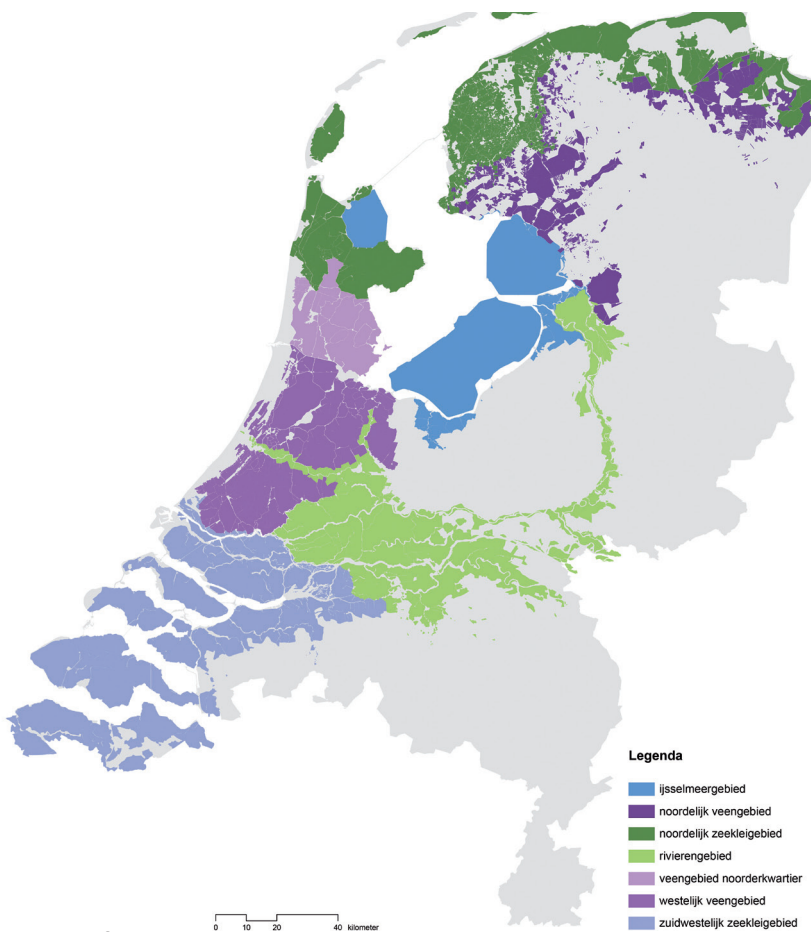 Legenda
ijsselmeergebied
noordelijk veengebied
noordelijk zeekleigebied
rivierengebied
veengebied noorderkwartier
westelijk veengebied
zuidwestelijk zeekleigebied
0 10 20 40 kilometer